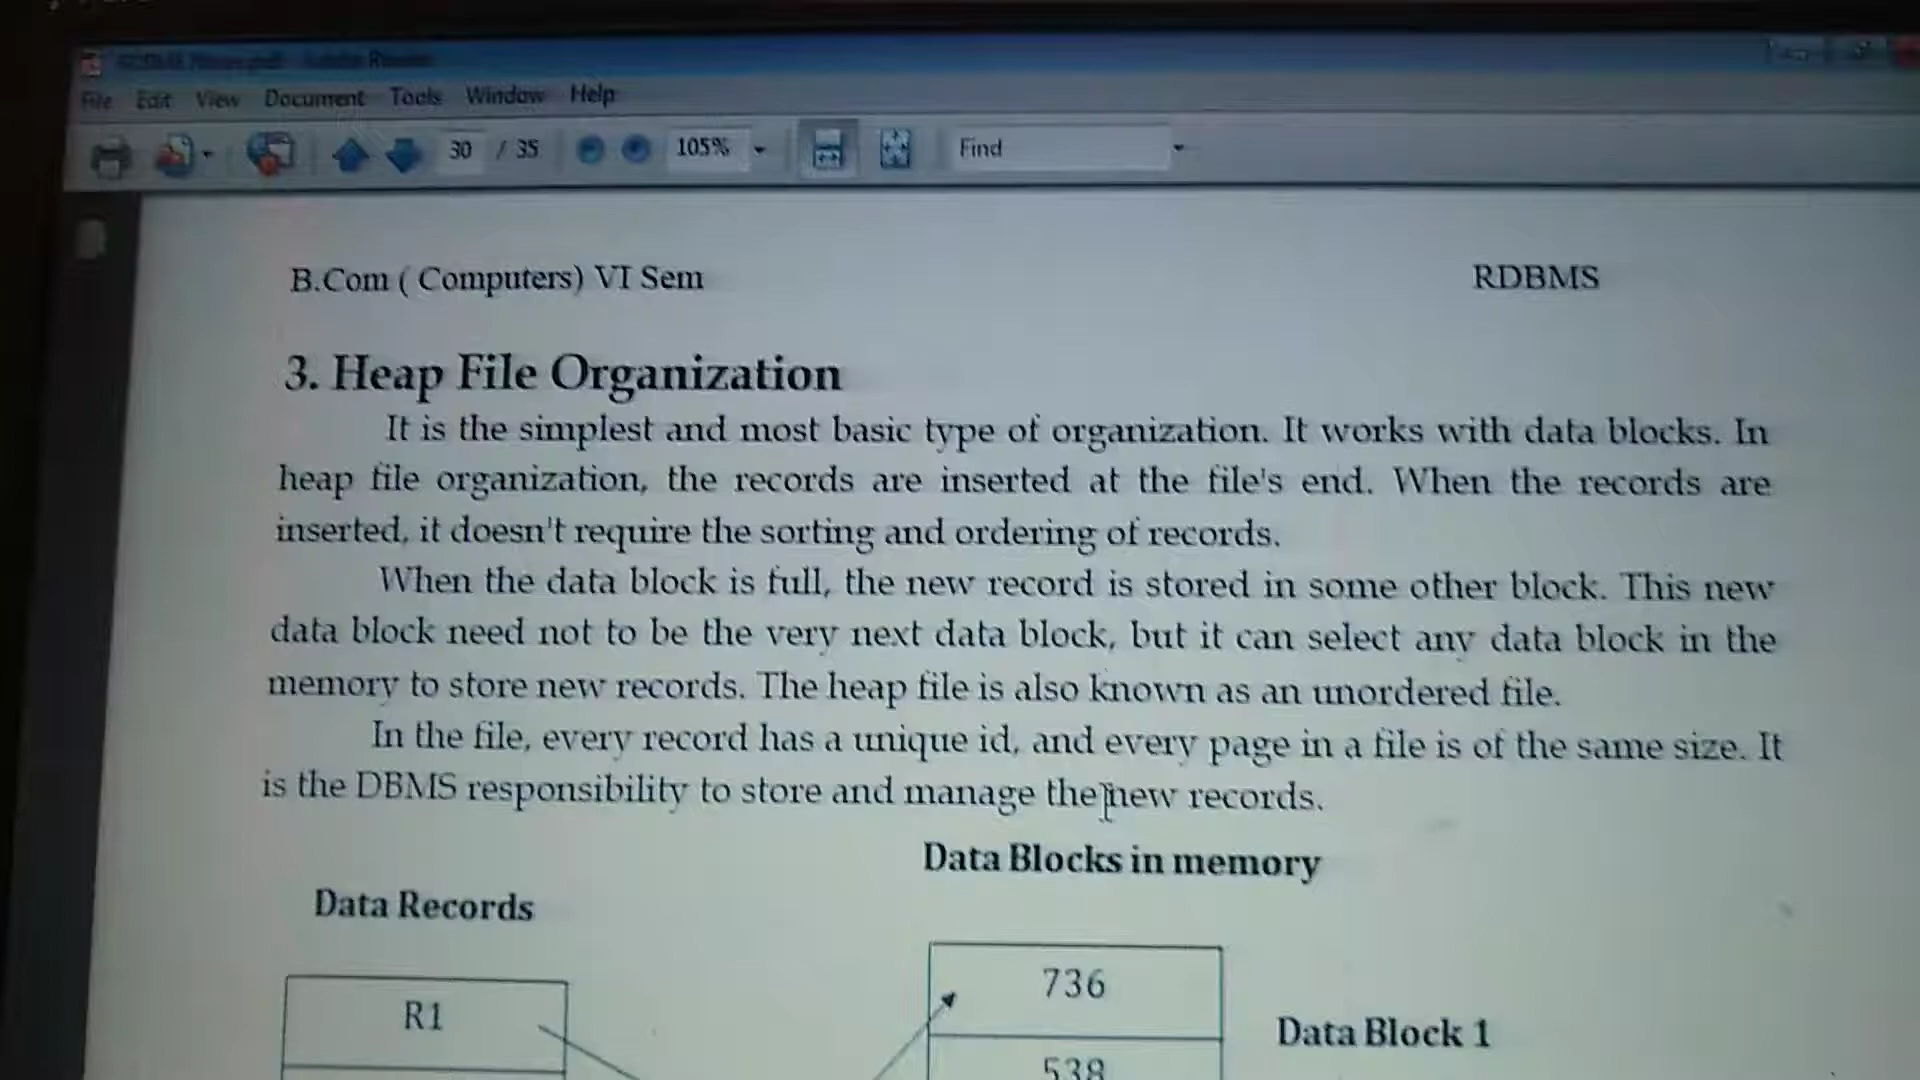 File Edit View Document Tools Window Help
30 / 35 105% Find
B.Com ( Computers) VI Sem RDBMS
3. Heap File Organization
It is the simplest and most basic type of organization. It works with data blocks. In
heap file organization, the records are inserted at the file's end. When the records are
inserted, it doesn't require the sorting and ordering of records.
When the data block is full, the new record is stored in some other block. This new
data block need not to be the very next data block, but it can select any data block in the
memory to store new records. The heap file is also known as an unordered file.
In the file, every record has a unique id, and every page in a file is of the same size. It
is the DBMS responsibility to store and manage the new records.
Data Blocks in memory
Data Records
736
R1
Data Block 1
538